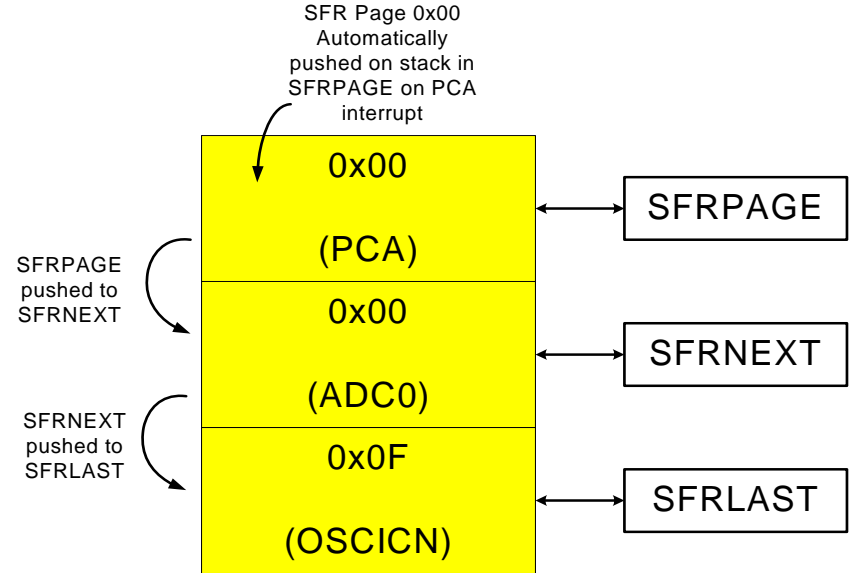 SFR Page 0x00
Automatically
pushed on stack in
SFRPAGE on PCA
interrupt
0x00
(PCA)
SFRPAGE
SFRPAGE
pushed to
SFRNEXT
0x00
(ADC0)
SFRNEXT
SFRNEXT
pushed to
SFRLAST
0x0F
(OSCICN)
SFRLAST